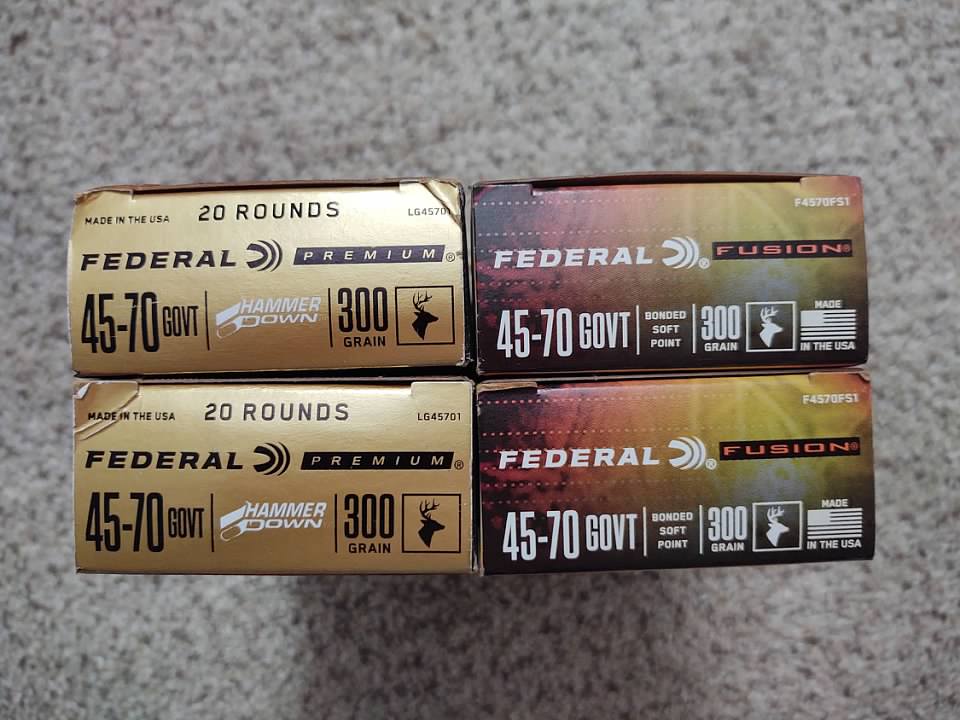 MADE IN THE USA 20 ROUNDS LG45701
FEDERAL PREMIUM®
45-70 GOVT HAMMER DOWN 300 GRAIN
F4570FS1
FEDERAL® FUSION®
45-70 GOVT BONDED SOFT POINT 300 GRAIN MADE IN THE USA
MADE IN THE USA 20 ROUNDS LG45701
FEDERAL PREMIUM®
45-70 GOVT HAMMER DOWN 300 GRAIN
F4570FS1
FEDERAL® FUSION®
45-70 GOVT BONDED SOFT POINT 300 GRAIN MADE IN THE USA